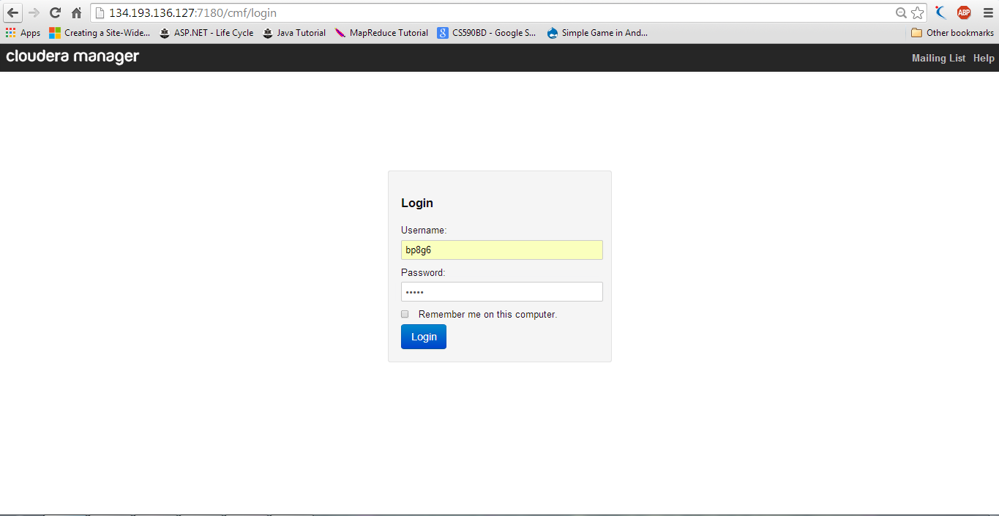 134.193.136.127:7180/cmf/login
Apps Creating a Site-Wide... ASP.NET - Life Cycle Java Tutorial MapReduce Tutorial 8 CS590BD - Google S... Simple Game in And... Other bookmarks
ABP
cloudera manager Mailing List Help
Login
Username:
bp8g6
Password:
•••••
Remember me on this computer.
Login